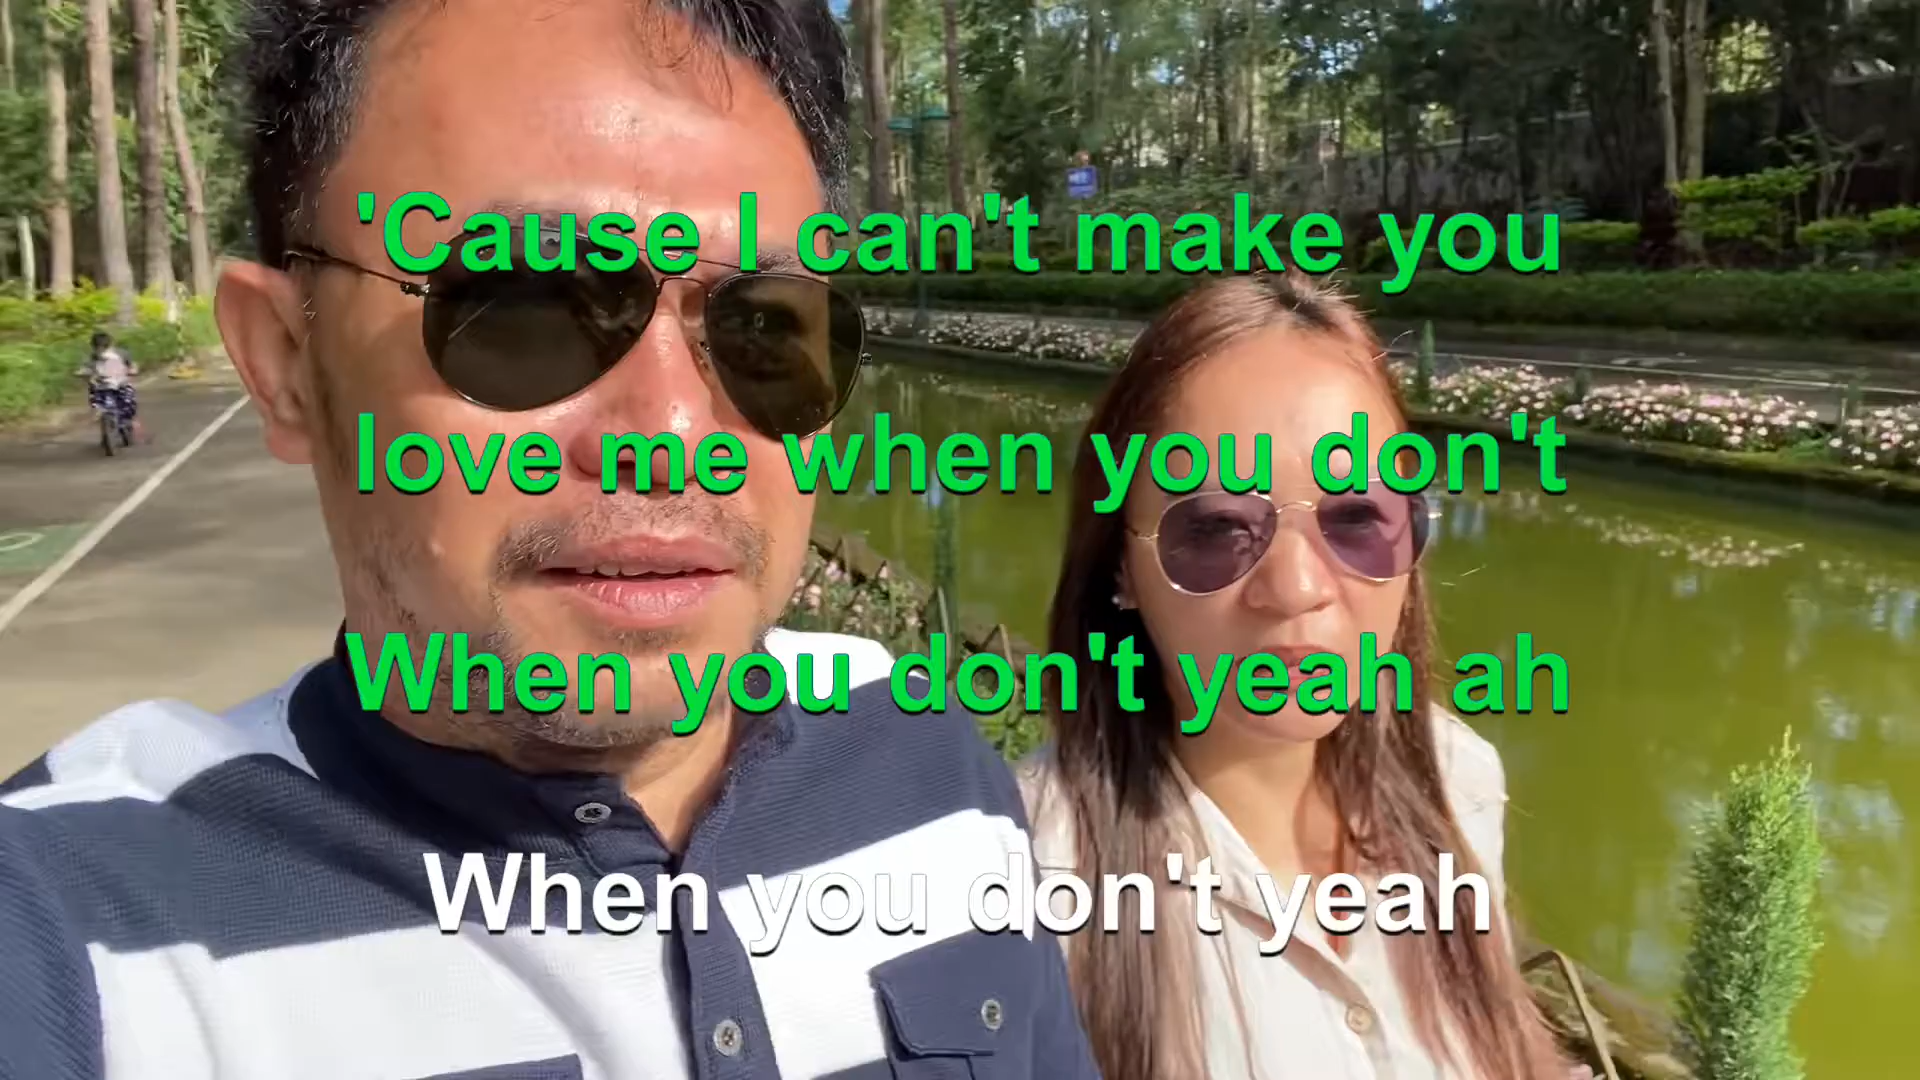 'Cause I can't make you
love me when you don't
When you don't yeah ah
When you don't yeah